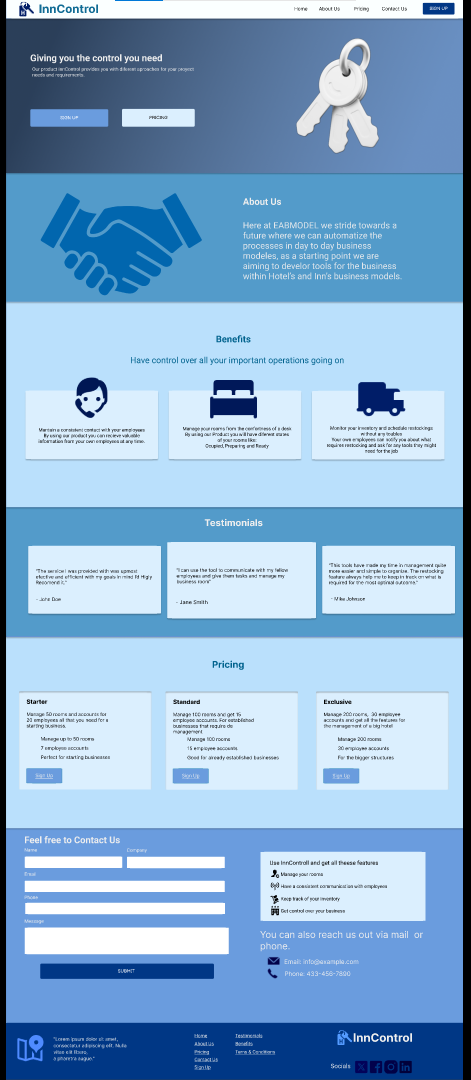 InnControl
Home About Us Pricing Contact Us SIGN UP
Giving you the control you need
Our product InnControl provides you with diferent aproaches for your project
needs and requirements.
SIGN UP PRICING
About Us
Here at EABMODEL we stride towards a
future where we can automatize the
processes in day to day business
modeles, as a starting point we are
aiming to develor tools for the business
within Hotel's and Inn's business models.
Benefits
Have control over all your important operations going on
Maintain a consistent contact with your employees
By using our product you can recieve valuable
information from your own employees at any time.
Manage your rooms from the comfortness of a desk
By using our Product you will have different states
of your rooms like:
Ocupied, Preparing and Ready
Monitor your inventory and schedule restockings
without any toubles
Your own employees can notify you about what
requires restocking and ask for any tools they might
need for the job
Testimonials
"The service I was provided with was upmost
efective and efficient with my goals in mind I'd Higly
Recomend it."
- John Doe
"I can use the tool to communicate with my fellow
employees and give them tasks and manage my
business room"
- Jane Smith
"This tools have made my time in management quite
more easier and simple to organize. The restocking
feature always help me to keep in track on what is
required for the most optimal outcome."
- Mike Johnson
Pricing
Starter
Manage 50 rooms and accounts for
20 employees all that you need for a
starting business.
Manage up to 50 rooms
7 employee accounts
Perfect for starting businesses
Sign Up
Standard
Manage 100 rooms and get 15
employee accounts. For established
businesses that require de
management
Manage 100 rooms
15 employee accounts
Good for already established businesses
Sign Up
Exclusive
Manage 200 rooms, 30 employee
accounts and get all the features for
the management of a big hotel
Manage 200 rooms
30 employee accounts
For the bigger structures
Sign Up
Feel free to Contact Us
Name Company
Email
Phone
Message
SUBMIT
Use InnControll and get all theese features
Manage your rooms
Have a consistent communication with employees
Keep track of your inventory
Get control over your business
You can also reach us out via mail or
phone.
Email: info@example.com
Phone: 433-456-7890
"Lorem ipsum dolor sit amet,
consectetur adipiscing elit. Nulla
vitae elit libero,
a pharetra augue."
Home
About Us
Pricing
Contact Us
Sign Up
Testimonials
Benefits
Terms & Conditions
InnControl
Socials: